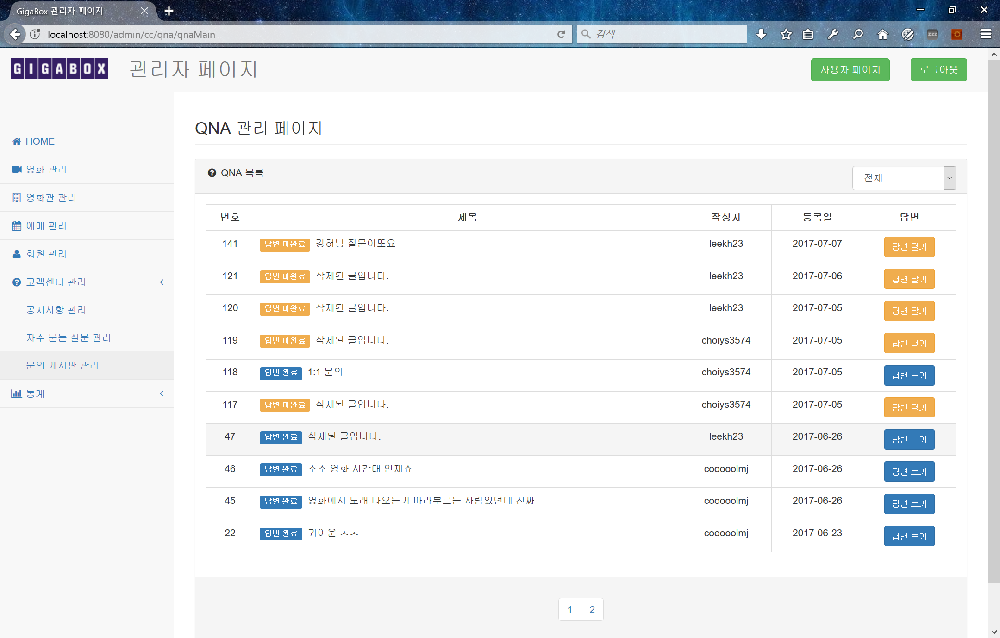 GigaBox 관리자 페이지
localhost:8080/admin/cc/qna/qnaMain
검색
zzz
GIGABOX 관리자 페이지 사용자 페이지 로그아웃
HOME
영화 관리
영화관 관리
예매 관리
회원 관리
고객센터 관리
공지사항 관리
자주 묻는 질문 관리
문의 게시판 관리
통계
QNA 관리 페이지
QNA 목록 전체
번호 제목 작성자 등록일 답변
141 답변 미완료 강혀닝 질문이또요 leekh23 2017-07-07 답변 달기
121 답변 미완료 삭제된 글입니다. leekh23 2017-07-06 답변 달기
120 답변 미완료 삭제된 글입니다. leekh23 2017-07-05 답변 달기
119 답변 미완료 삭제된 글입니다. choiys3574 2017-07-05 답변 달기
118 답변 완료 1:1 문의 choiys3574 2017-07-05 답변 보기
117 답변 미완료 삭제된 글입니다. choiys3574 2017-07-05 답변 달기
47 답변 완료 삭제된 글입니다. leekh23 2017-06-26 답변 보기
46 답변 완료 조조 영화 시간대 언제죠 cooooolmj 2017-06-26 답변 보기
45 답변 완료 영화에서 노래 나오는거 따라부르는 사람있던데 진짜 cooooolmj 2017-06-26 답변 보기
22 답변 완료 귀여운 ㅅㅊ cooooolmj 2017-06-23 답변 보기
1 2